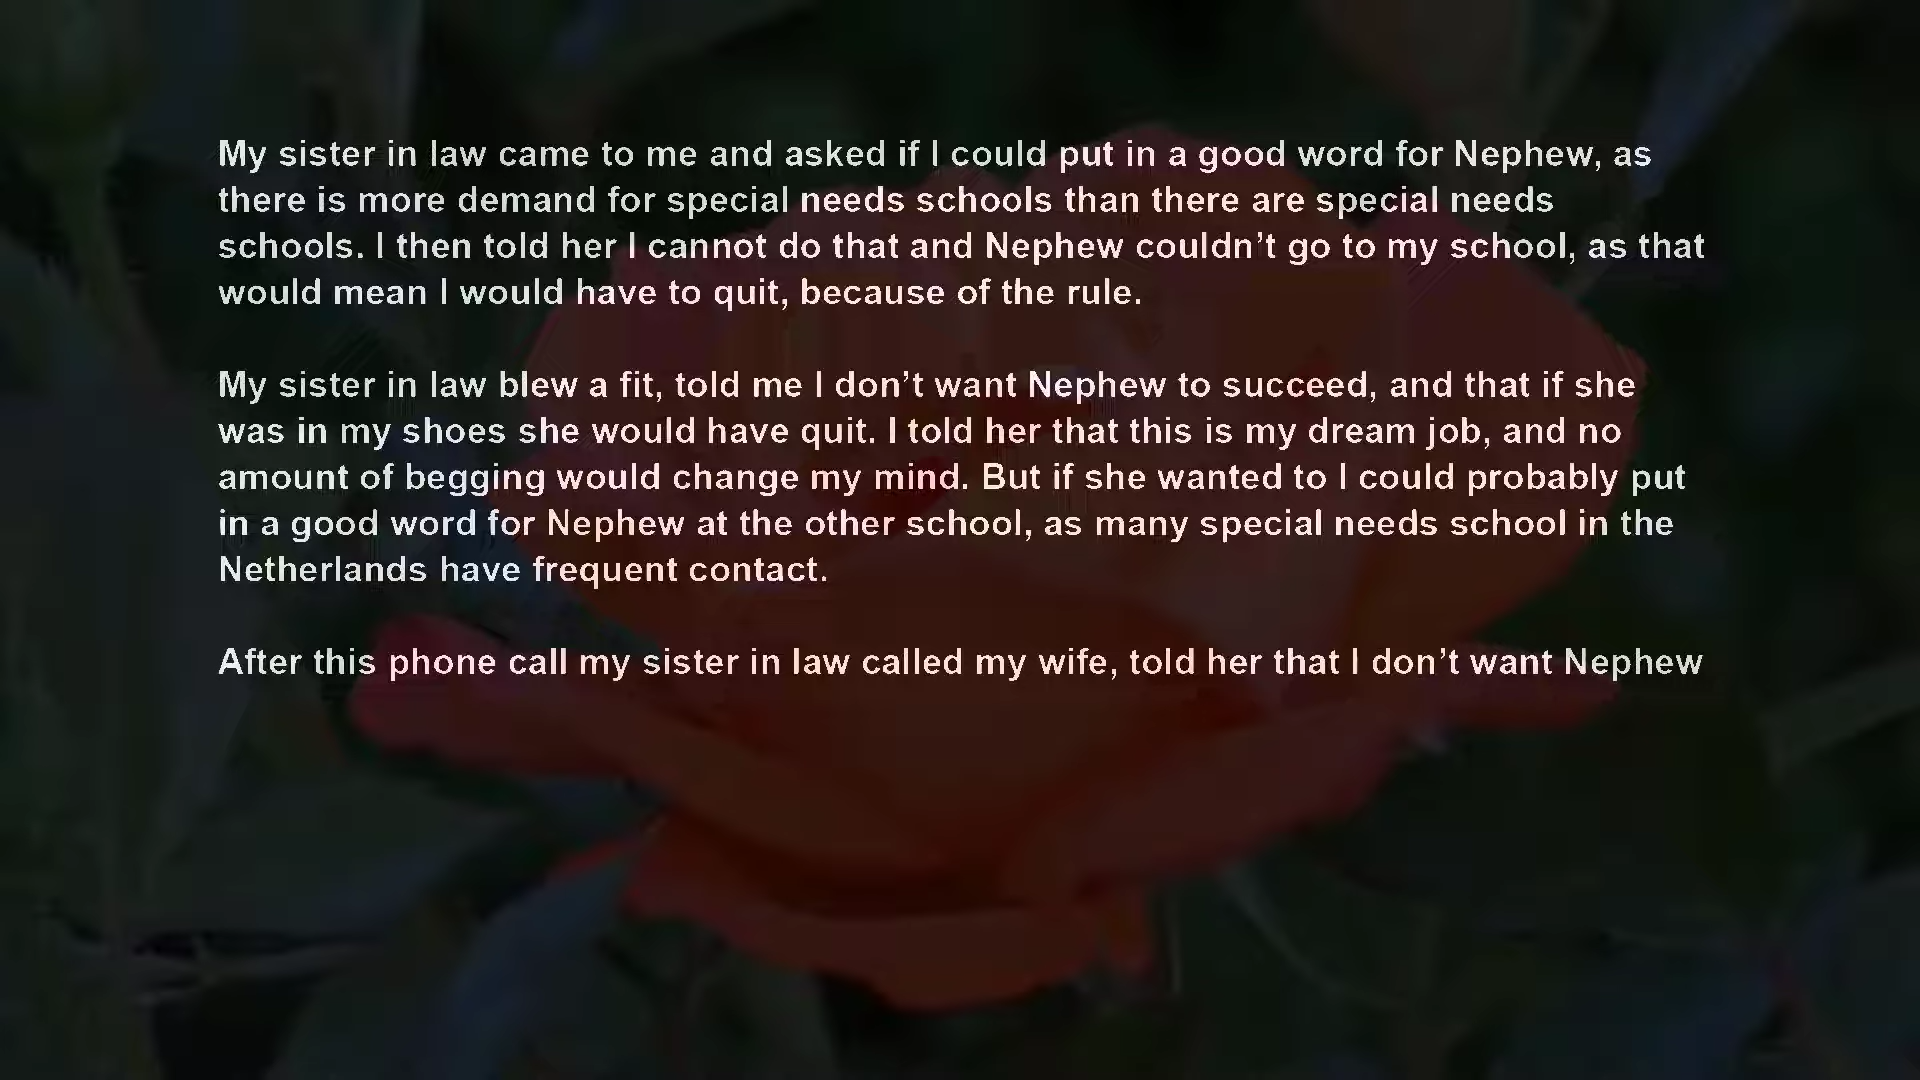 My sister in law came to me and asked if I could put in a good word for Nephew, as
there is more demand for special needs schools than there are special needs
schools. I then told her I cannot do that and Nephew couldn’t go to my school, as that
would mean I would have to quit, because of the rule.
My sister in law blew a fit, told me I don’t want Nephew to succeed, and that if she
was in my shoes she would have quit. I told her that this is my dream job, and no
amount of begging would change my mind. But if she wanted to I could probably put
in a good word for Nephew at the other school, as many special needs school in the
Netherlands have frequent contact.
After this phone call my sister in law called my wife, told her that I don’t want Nephew